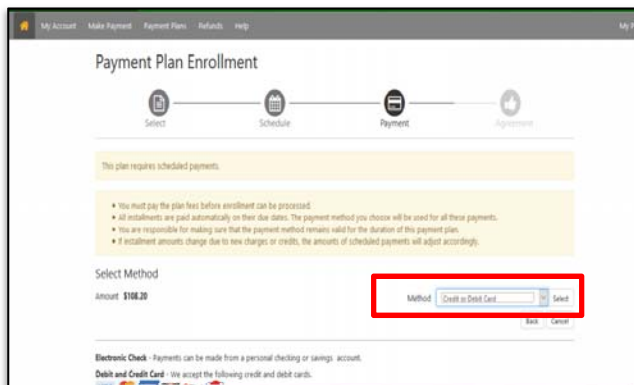 My Account Make Payment Payment Plans Refunds Help My P
Payment Plan Enrollment
Select Schedule Payment Agreement
This plan requires scheduled payments.
You must pay the plan fees before enrollment can be processed.
All installments are paid automatically on their due dates. The payment method you choose will be used for all these payments.
You are responsible for making sure that the payment method remains valid for the duration of this payment plan.
If installment amounts change due to new charges or credits, the amounts of scheduled payments will adjust accordingly.
Select Method
Amount $108.20 Method Credit or Debit Card Select
Back Cancel
Electronic Check - Payments can be made from a personal checking or savings account.
Debit and Credit Card - We accept the following credit and debit cards.